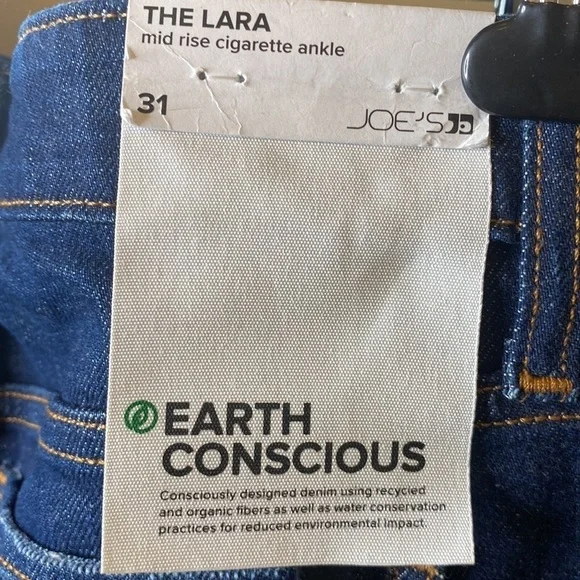 THE LARA
mid rise cigarette ankle
31
JOE'S
EARTH
CONSCIOUS
Consciously designed denim using recycled
and organic fibers as well as water conservation
practices for reduced environmental impact.